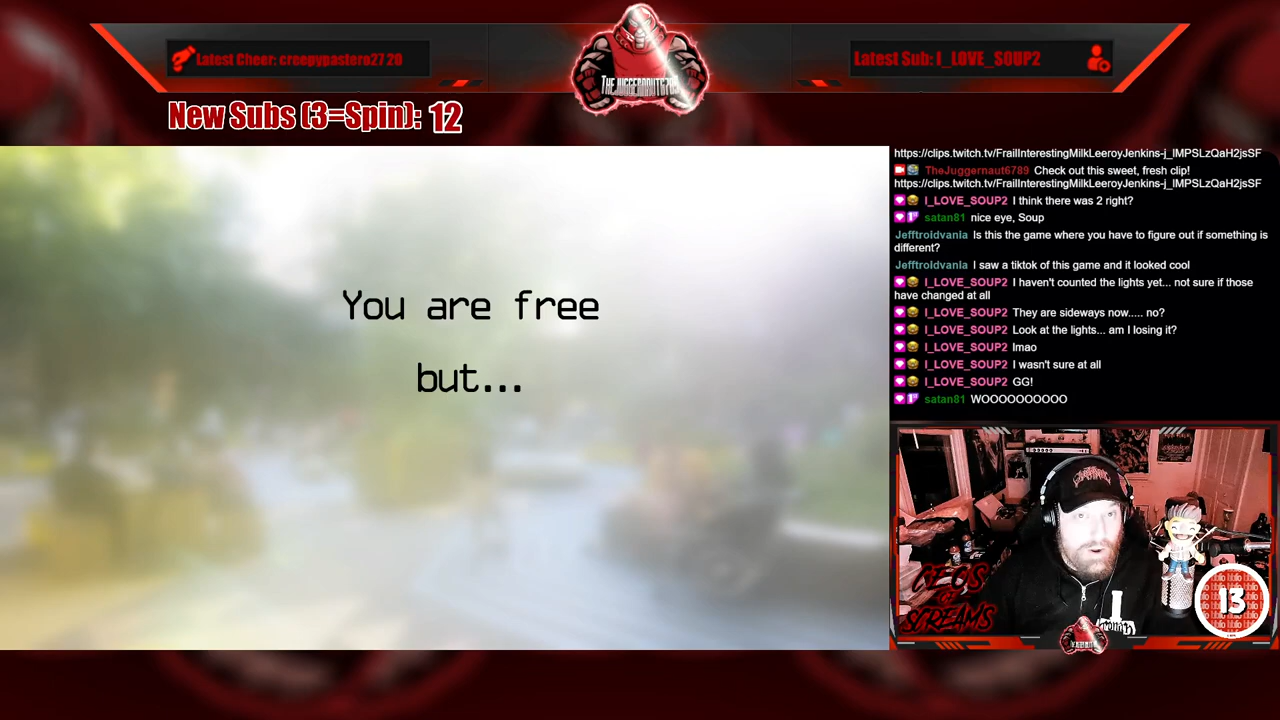 Latest Cheer: creepypastero27 20
THEJUGGERNAUT6789
Latest Sub: I_LOVE_SOUP2
New Subs (3=Spin): 12
You are free
but...
https://clips.twitch.tv/FrailInterestingMilkLeeroyJenkins-j_IMPSLzQaH2jsSF
TheJuggernaut6789 Check out this sweet, fresh clip!
https://clips.twitch.tv/FrailInterestingMilkLeeroyJenkins-j_IMPSLzQaH2jsSF
I_LOVE_SOUP2 I think there was 2 right?
satan81 nice eye, Soup
Jefftroidvania Is this the game where you have to figure out if something is
different?
Jefftroidvania I saw a tiktok of this game and it looked cool
I_LOVE_SOUP2 I haven't counted the lights yet... not sure if those
have changed at all
I_LOVE_SOUP2 They are sideways now..... no?
I_LOVE_SOUP2 Look at the lights... am I losing it?
I_LOVE_SOUP2 lmao
I_LOVE_SOUP2 I wasn't sure at all
I_LOVE_SOUP2 GG!
satan81 WOOOOOOOOOO
SCREAMS
13